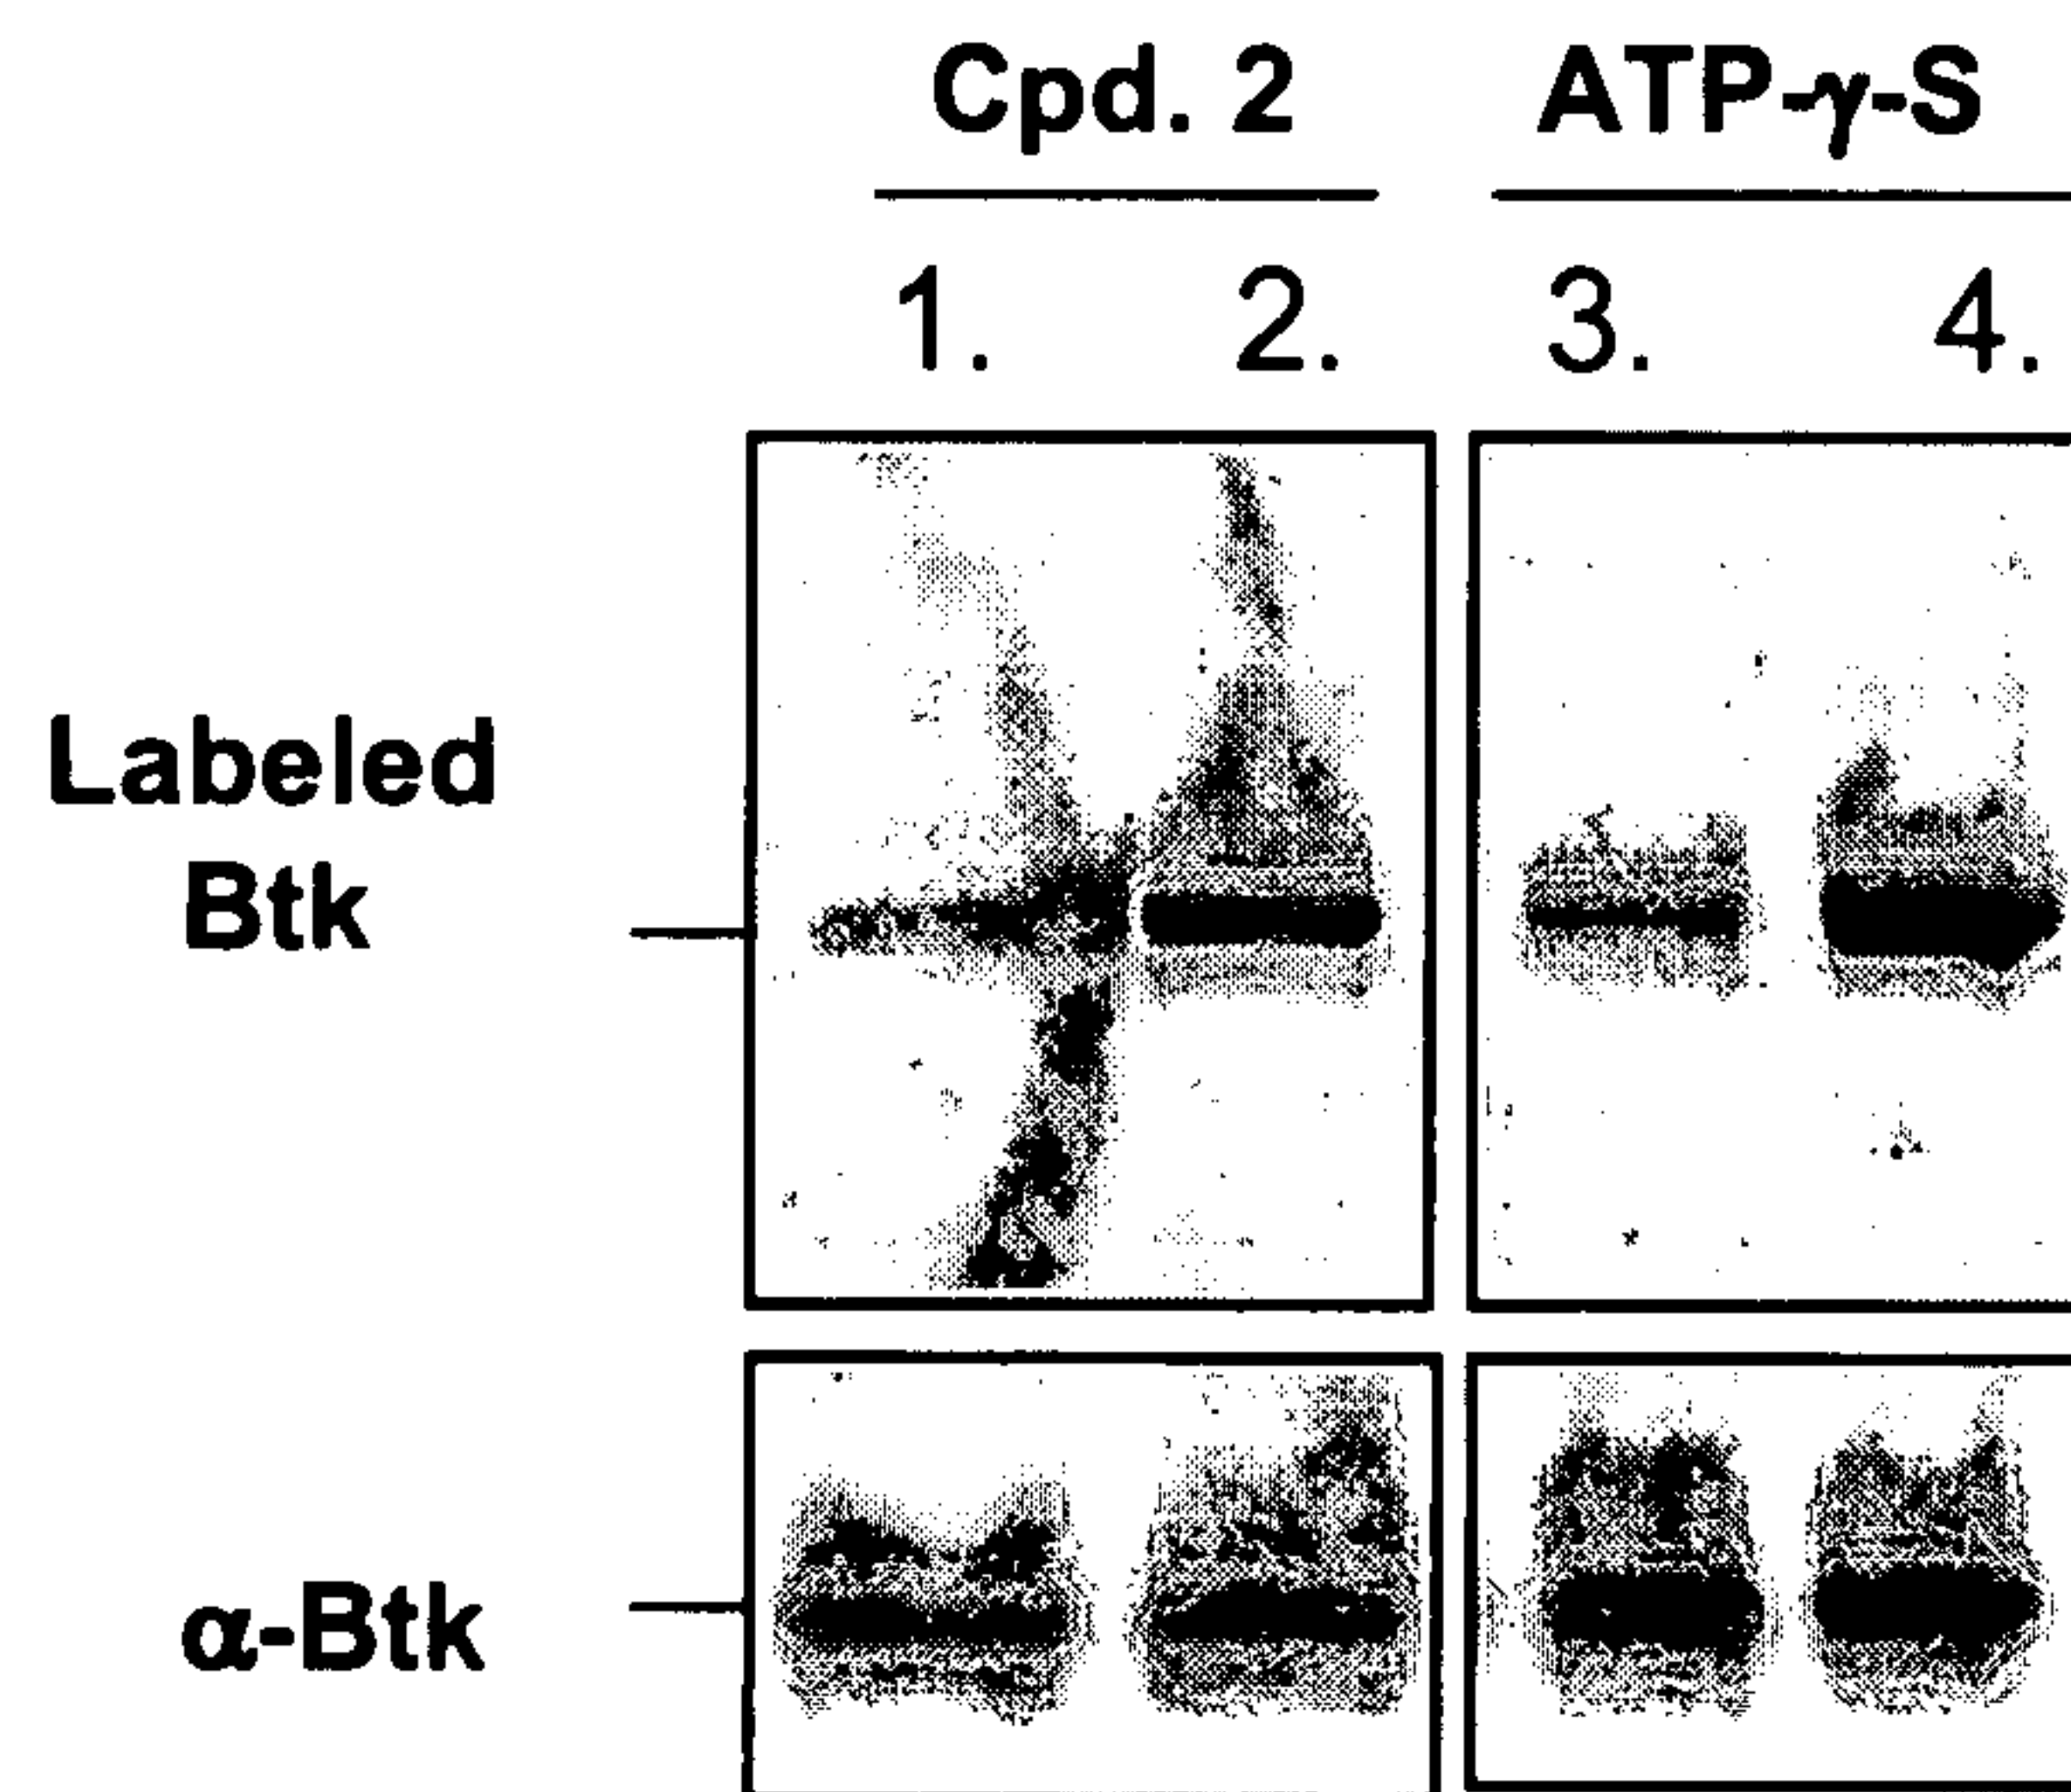 Cpd. 2 ATP-γ-S
1. 2. 3. 4.
Labeled
Btk
α-Btk